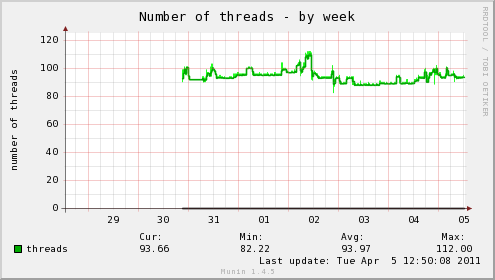 Number of threads - by week
RRDTOOL / TOBI OETIKER
number of threads
120
100
80
60
40
20
0
29 30 31 01 02 03 04 05
Cur: Min: Avg: Max:
threads 93.66 82.22 93.97 112.00
Last update: Tue Apr 5 12:50:08 2011
Munin 1.4.5